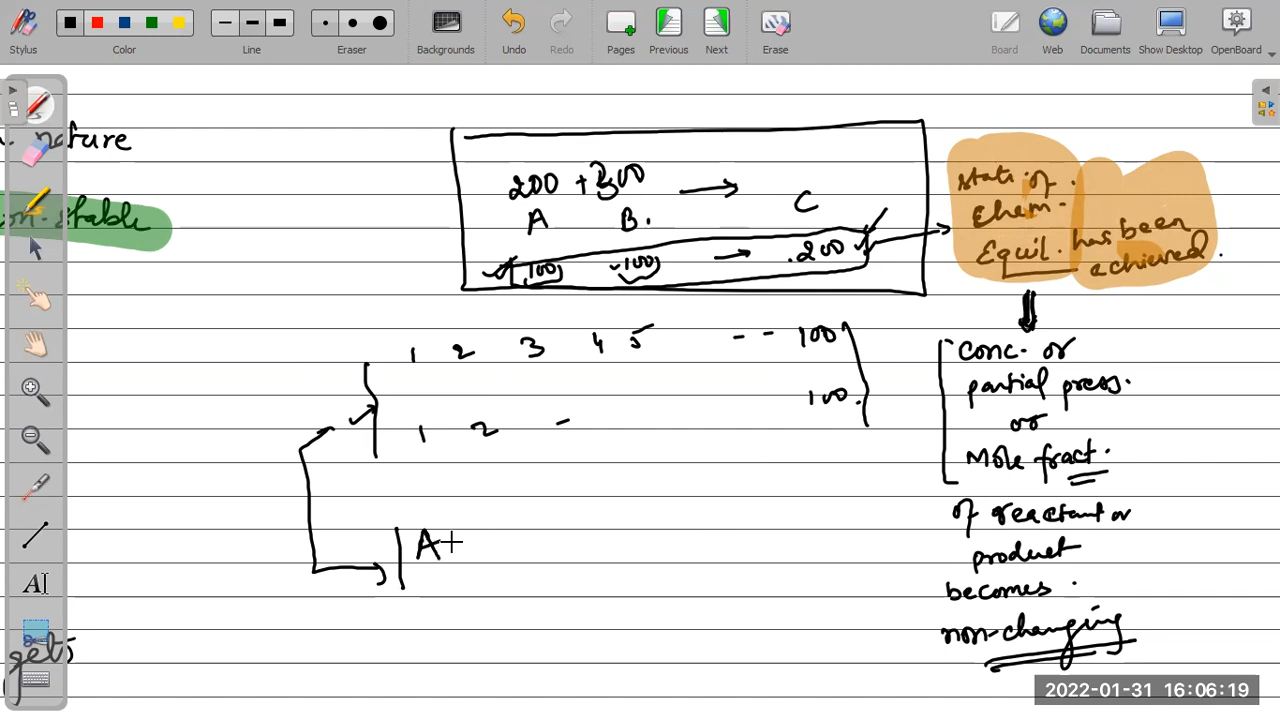 Stylus Color Line Eraser Backgrounds Undo Redo Pages Previous Next Erase Board Web Documents Show Desktop OpenBoard
nature
stable
200 + 300 → C
A B.
100 100 → .200
State of.
Chem.
Equil. has been
achieved.
1 2 3 4 5 - - 100
1 2 - 100.
A+
Conc. or
partial press.
or
Mole fract.
of reactant or
product
becomes.
non-changing
gets
2022-01-31 16:06:19